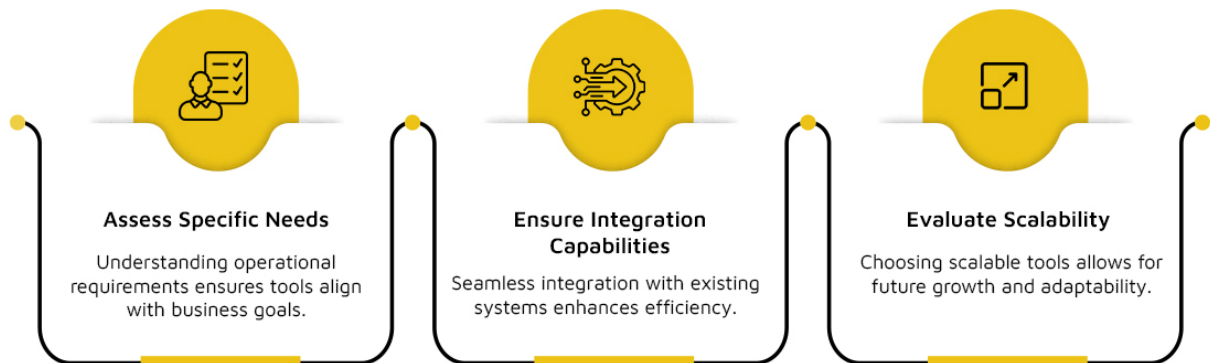 Assess Specific Needs
Understanding operational
requirements ensures tools align
with business goals.
Ensure Integration
Capabilities
Seamless integration with existing
systems enhances efficiency.
Evaluate Scalability
Choosing scalable tools allows for
future growth and adaptability.